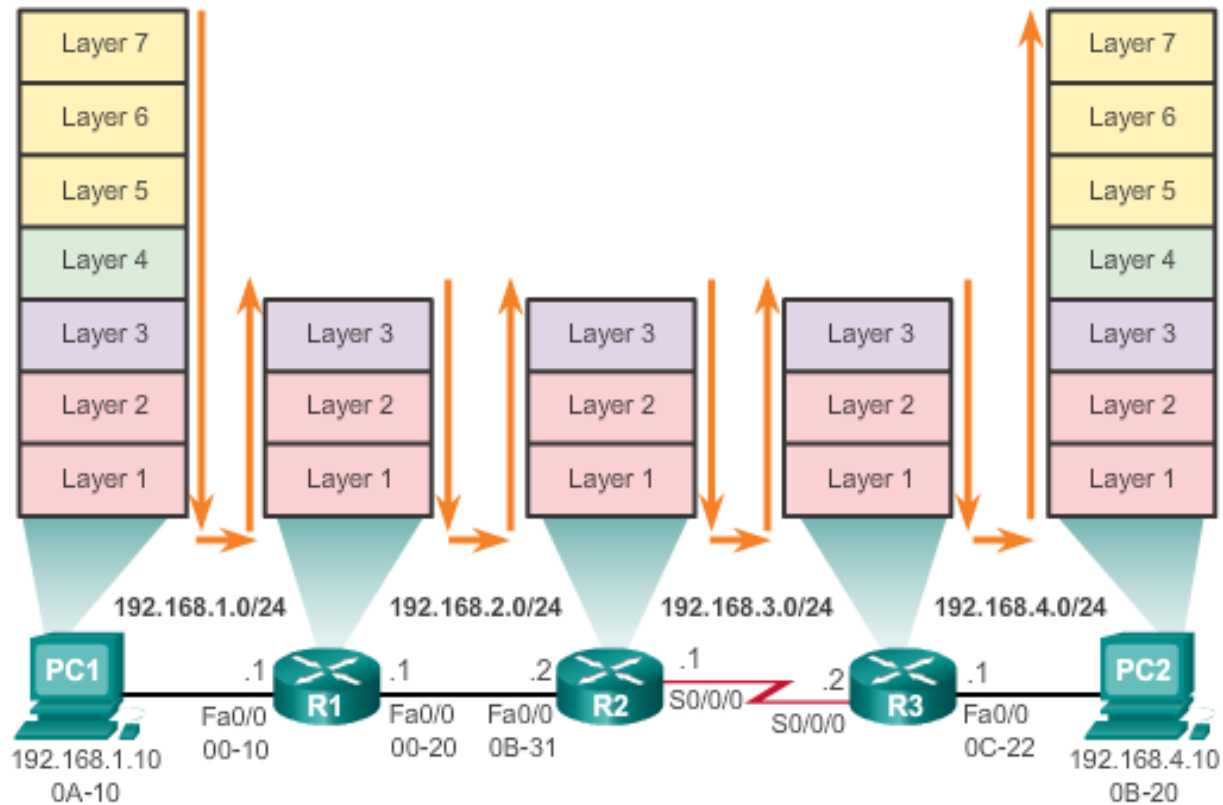 Layer 7
Layer 6
Layer 5
Layer 4
Layer 3
Layer 2
Layer 1
Layer 3
Layer 2
Layer 1
Layer 3
Layer 2
Layer 1
Layer 3
Layer 2
Layer 1
Layer 7
Layer 6
Layer 5
Layer 4
Layer 3
Layer 2
Layer 1
192.168.1.0/24
192.168.2.0/24
192.168.3.0/24
192.168.4.0/24
PC1
192.168.1.10
0A-10
.1
Fa0/0
00-10
R1
.1
Fa0/0
00-20
.2
Fa0/0
0B-31
R2
.1
S0/0/0
.2
S0/0/0
R3
.1
Fa0/0
0C-22
PC2
192.168.4.10
0B-20